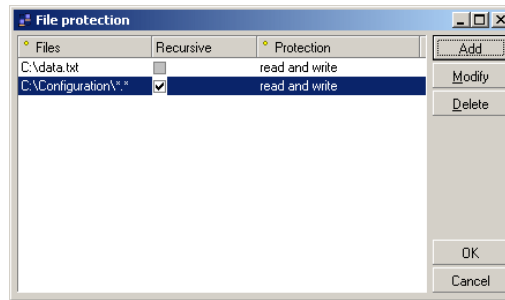 File protection
Files Recursive Protection
C:\data.txt read and write
C:\Configuration\*.* read and write
Add
Modify
Delete
OK
Cancel